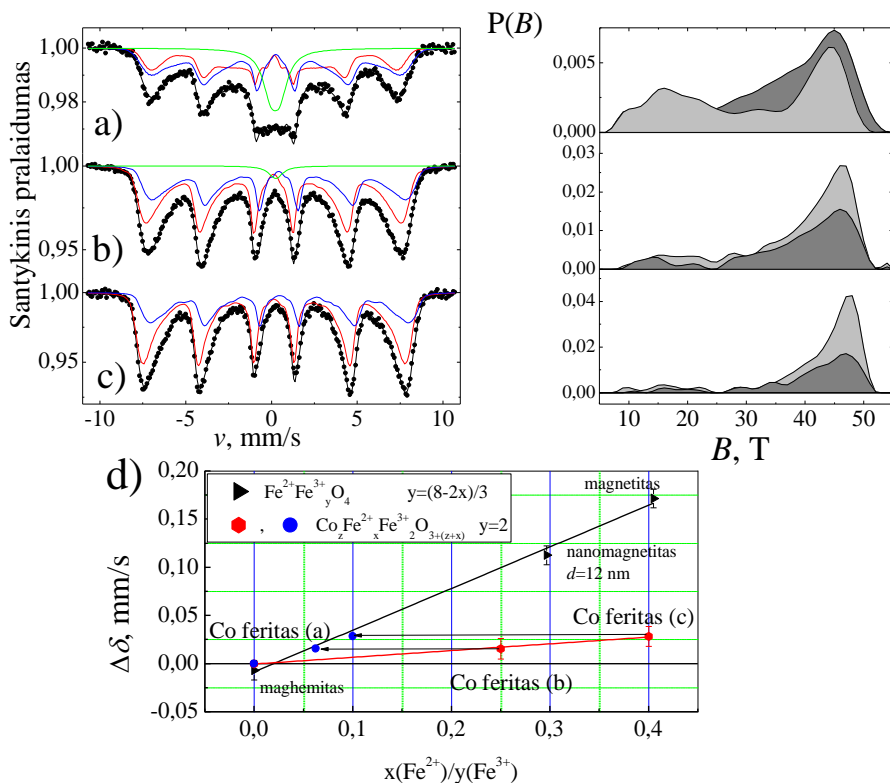 P(B)
Santykinis pralaidumas
1,00
0,98
a)
1,00
0,95
b)
1,00
0,95
c)
-10 -5 0 5 10
v, mm/s
0,005
0,000
0,03
0,02
0,01
0,00
0,04
0,02
0,00
10 20 30 40 50
B, T
d)
Δδ, mm/s
0,20
0,15
0,10
0,05
0,00
-0,05
Fe²⁺Fe³⁺yO₄ y=(8-2x)/3
, CozFe²⁺xFe³⁺₂O₃₊(z+x) y=2
magnetitas
nanomagnetitas
d=12 nm
Co feritas (a)
Co feritas (c)
Co feritas (b)
maghemitas
0,0 0,1 0,2 0,3 0,4
x(Fe²⁺)/y(Fe³⁺)